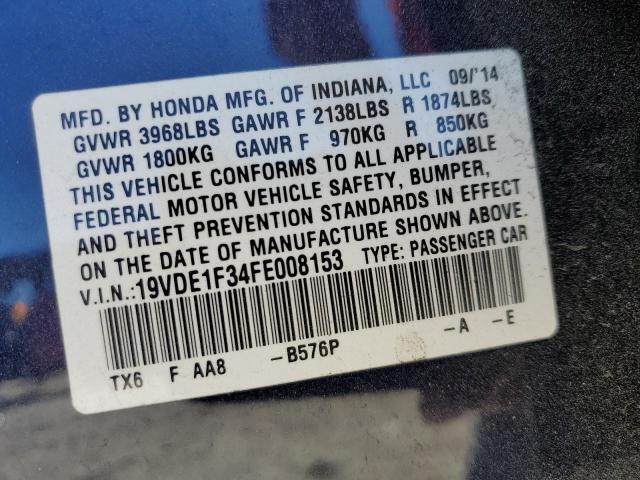 MFD. BY HONDA MFG. OF INDIANA, LLC 09/'14
GVWR 3968LBS GAWR F 2138LBS R 1874LBS
GVWR 1800KG GAWR F 970KG R 850KG
THIS VEHICLE CONFORMS TO ALL APPLICABLE
FEDERAL MOTOR VEHICLE SAFETY, BUMPER,
AND THEFT PREVENTION STANDARDS IN EFFECT
ON THE DATE OF MANUFACTURE SHOWN ABOVE.
V.I.N.:19VDE1F34FE008153 TYPE: PASSENGER CAR
TX6 F AA8 -B576P -A -E